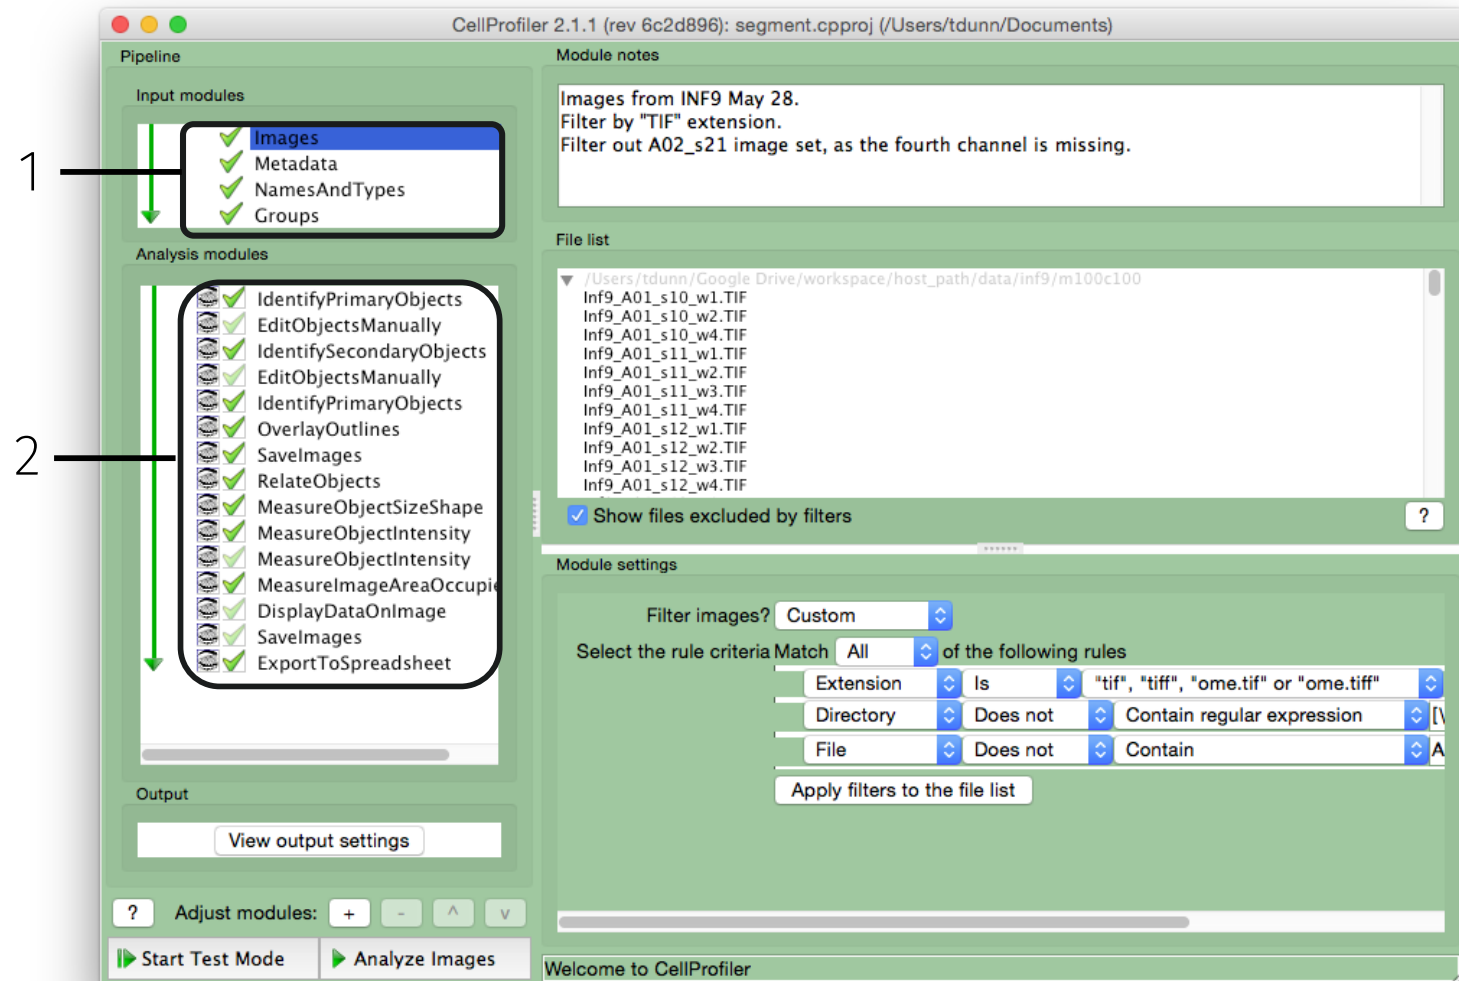 CellProfiler 2.1.1 (rev 6c2d896): segment.cpproj (/Users/tdunn/Documents)
Pipeline
Input modules
1
Images
Metadata
NamesAndTypes
Groups
Analysis modules
2
IdentifyPrimaryObjects
EditObjectsManually
IdentifySecondaryObjects
EditObjectsManually
IdentifyPrimaryObjects
OverlayOutlines
SaveImages
RelateObjects
MeasureObjectSizeShape
MeasureObjectIntensity
MeasureObjectIntensity
MeasureImageAreaOccupie
DisplayDataOnImage
SaveImages
ExportToSpreadsheet
Output
View output settings
? Adjust modules: + - ^ v
Start Test Mode Analyze Images
Module notes
Images from INF9 May 28.
Filter by "TIF" extension.
Filter out A02_s21 image set, as the fourth channel is missing.
File list
/Users/tdunn/Google Drive/workspace/host_path/data/inf9/m100c100
Inf9_A01_s10_w1.TIF
Inf9_A01_s10_w2.TIF
Inf9_A01_s10_w4.TIF
Inf9_A01_s11_w1.TIF
Inf9_A01_s11_w2.TIF
Inf9_A01_s11_w3.TIF
Inf9_A01_s11_w4.TIF
Inf9_A01_s12_w1.TIF
Inf9_A01_s12_w2.TIF
Inf9_A01_s12_w3.TIF
Inf9_A01_s12_w4.TIF
Show files excluded by filters ?
Module settings
Filter images? Custom
Select the rule criteria Match All of the following rules
Extension Is "tif", "tiff", "ome.tif" or "ome.tiff"
Directory Does not Contain regular expression [\
File Does not Contain A
Apply filters to the file list
Welcome to CellProfiler